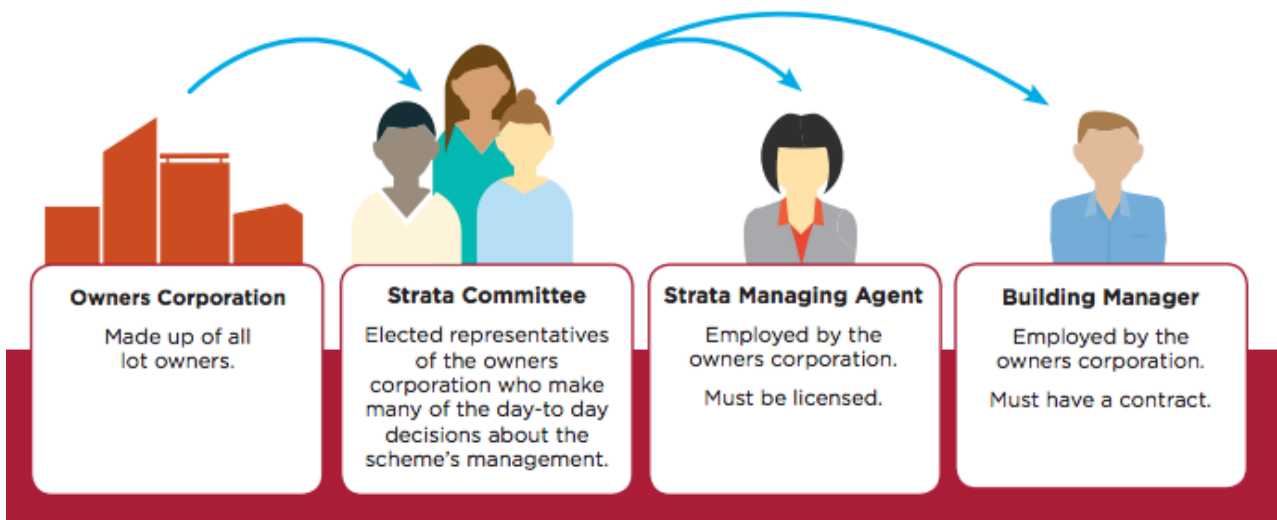 Owners Corporation
Made up of all
lot owners.
Strata Committee
Elected representatives
of the owners
corporation who make
many of the day-to day
decisions about the
scheme's management.
Strata Managing Agent
Employed by the
owners corporation.
Must be licensed.
Building Manager
Employed by the
owners corporation.
Must have a contract.